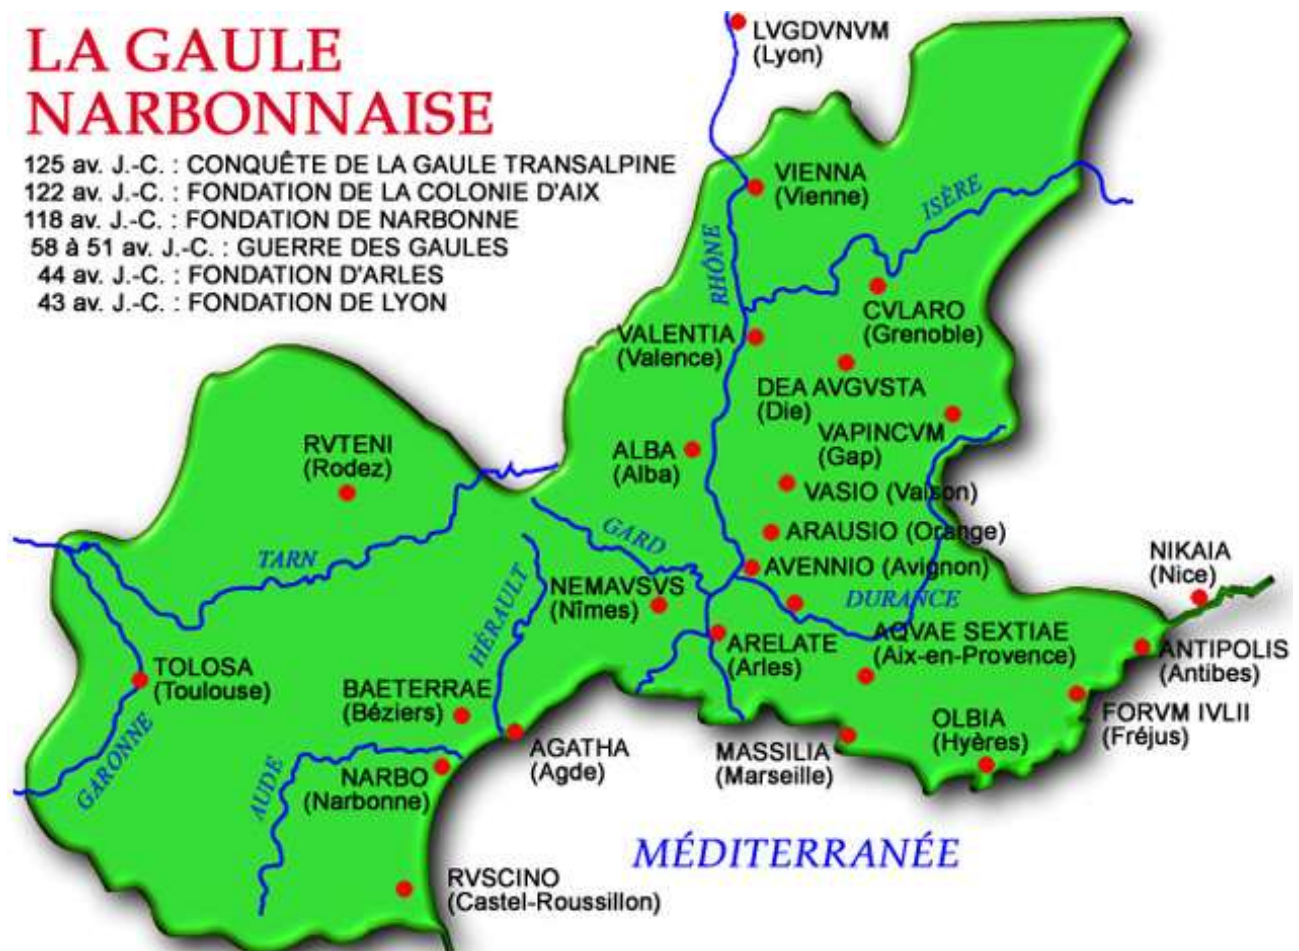 LA GAULE
NARBONNAISE
125 av. J.-C. : CONQUÊTE DE LA GAULE TRANSALPINE
122 av. J.-C. : FONDATION DE LA COLONIE D'AIX
118 av. J.-C. : FONDATION DE NARBONNE
58 à 51 av. J.-C. : GUERRE DES GAULES
44 av. J.-C. : FONDATION D'ARLES
43 av. J.-C. : FONDATION DE LYON
LVGDVNVM
(Lyon)
VIENNA
(Vienne)
ISÈRE
RHÔNE
CVLARO
(Grenoble)
VALENTIA
(Valence)
DEA AVGVSTA
(Die)
VAPINCVM
(Gap)
RVTENI
(Rodez)
ALBA
(Alba)
VASIO (Vaison)
GARD
ARAUSIO (Orange)
TARN
HÉRAULT
AVENNIO (Avignon)
NIKAIA
(Nice)
NEMAVSVS
(Nîmes)
DURANCE
ARELATE
(Arles)
AQVAE SEXTIAE
(Aix-en-Provence)
ANTIPOLIS
(Antibes)
TOLOSA
(Toulouse)
BAETERRAE
(Béziers)
OLBIA
(Hyères)
FORVM IVLII
(Fréjus)
GARONNE
AUDE
AGATHA
(Agde)
MASSILIA
(Marseille)
NARBO
(Narbonne)
MÉDITERRANÉE
RVSCINO
(Castel-Roussillon)